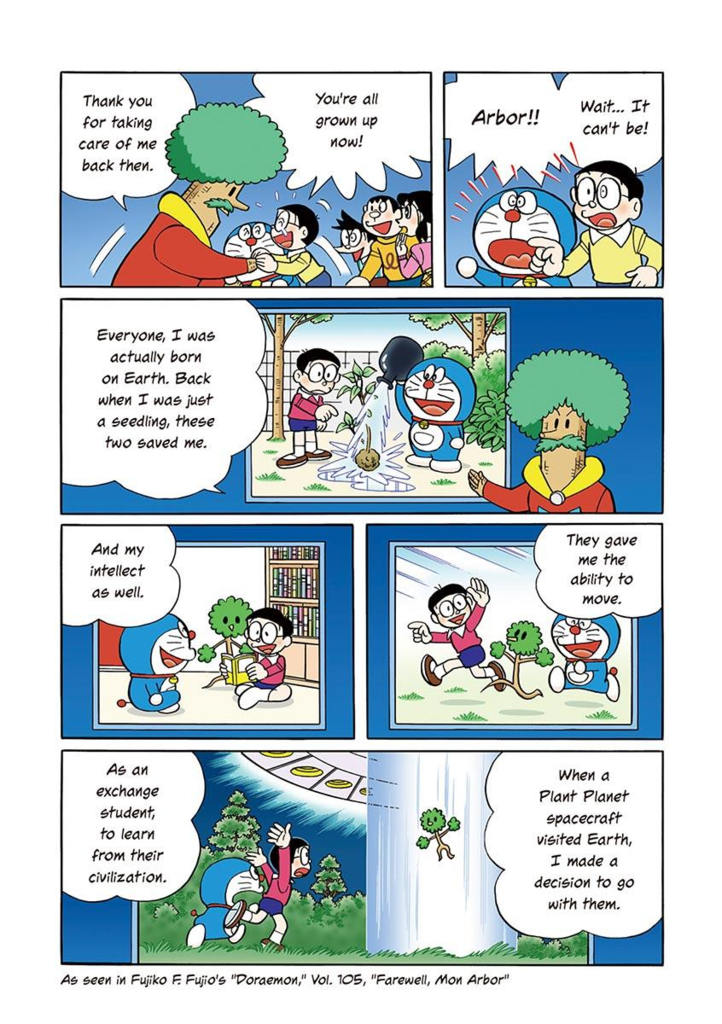 Thank you
for taking
care of me
back then.
You're all
grown up
now!
Arbor!!
Wait... It
can't be!
Everyone, I was
actually born
on Earth. Back
when I was just
a seedling, these
two saved me.
And my
intellect
as well.
They gave
me the
ability to
move.
As an
exchange
student,
to learn
from their
civilization.
When a
Plant Planet
spacecraft
visited Earth,
I made a
decision to go
with them.
As seen in Fujiko F. Fujio's "Doraemon," Vol. 105, "Farewell, Mon Arbor"